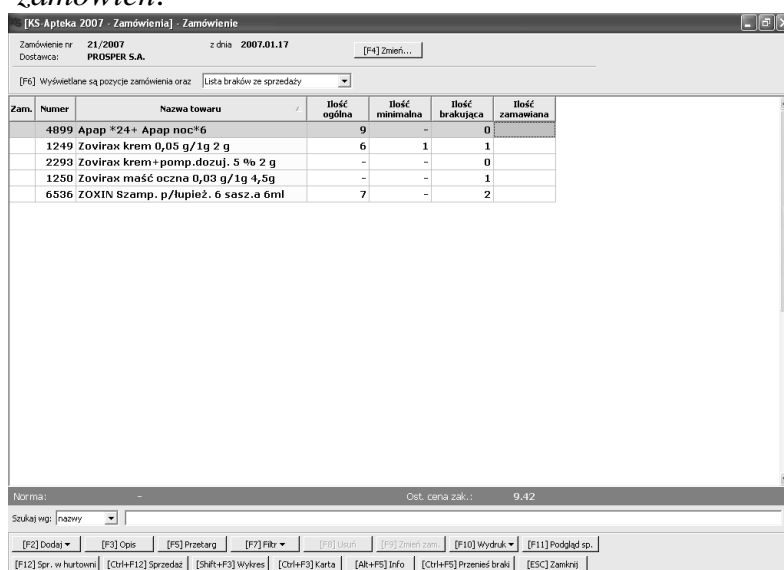 zamówień:
[KS-Apteka 2007 - Zamówienia] - Zamówienie
Zamówienie nr 21/2007 z dnia 2007.01.17 [F4] Zmień...
Dostawca: PROSPER S.A.
[F6] Wyświetlane są pozycje zamówienia oraz Lista braków ze sprzedaży
Zam. Numer Nazwa towaru Ilość ogólna Ilość minimalna Ilość brakująca Ilość zamawiana
4899 Apap *24+ Apap noc*6 9 - 0
1249 Zovirax krem 0,05 g/1g 2 g 6 1 1
2293 Zovirax krem+pomp.dozuj. 5 % 2 g - - 0
1250 Zovirax maść oczna 0,03 g/1g 4,5g - - 1
6536 ZOXIN Szamp. p/łupież. 6 sasz.a 6ml 7 - 2
Norma: - Ost. cena zak.: 9.42
Szukaj wg: nazwy
[F2] Dodaj [F3] Opis [F5] Przetarg [F7] Filtr [F8] Usuń [F9] Zmień zam. [F10] Wydruk [F11] Podgląd sp.
[F12] Spr. w hurtowni [Ctrl+F12] Sprzedaż [Shift+F3] Wykres [Ctrl+F3] Karta [Alt+F5] Info [Ctrl+F5] Przenieś braki [ESC] Zamknij